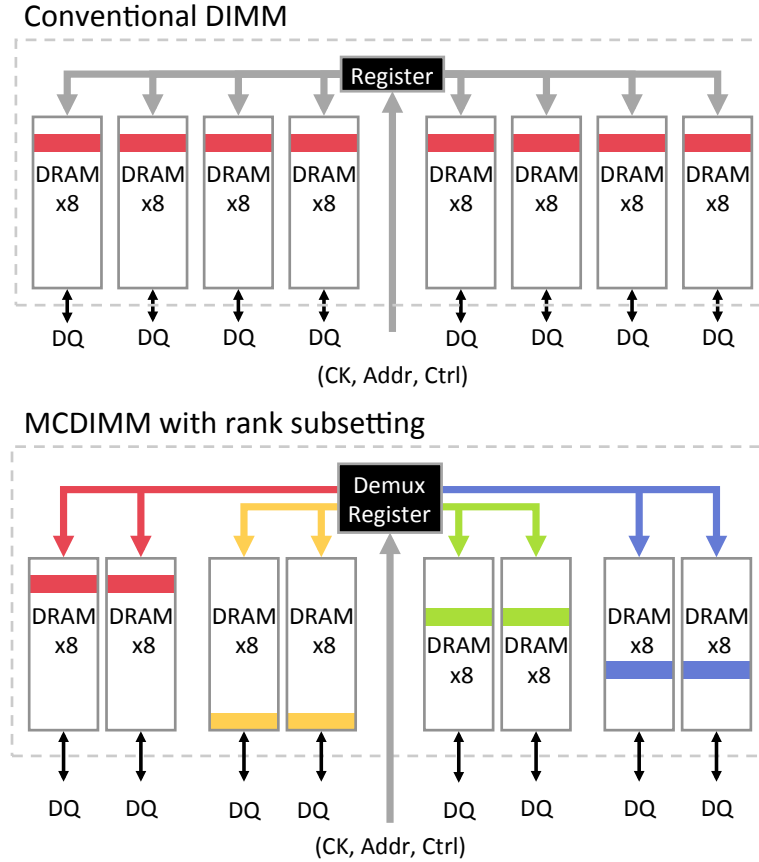 Conventional DIMM
Register
DRAM x8 DRAM x8 DRAM x8 DRAM x8 DRAM x8 DRAM x8 DRAM x8 DRAM x8
DQ DQ DQ DQ DQ DQ DQ DQ
(CK, Addr, Ctrl)
MCDIMM with rank subsetting
Demux
Register
DRAM x8 DRAM x8 DRAM x8 DRAM x8 DRAM x8 DRAM x8 DRAM x8 DRAM x8
DQ DQ DQ DQ DQ DQ DQ DQ
(CK, Addr, Ctrl)